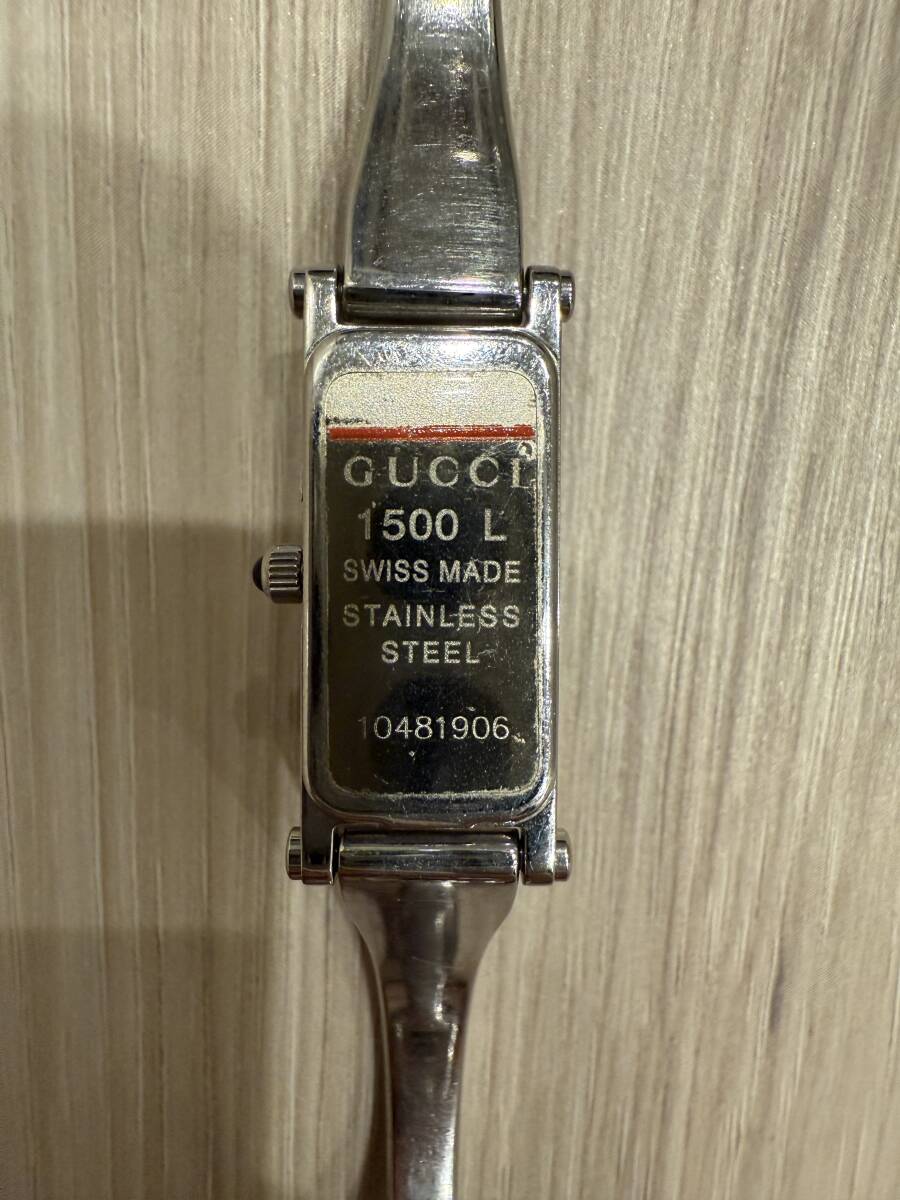 GUCCI
1500 L
SWISS MADE
STAINLESS
STEEL
10481906